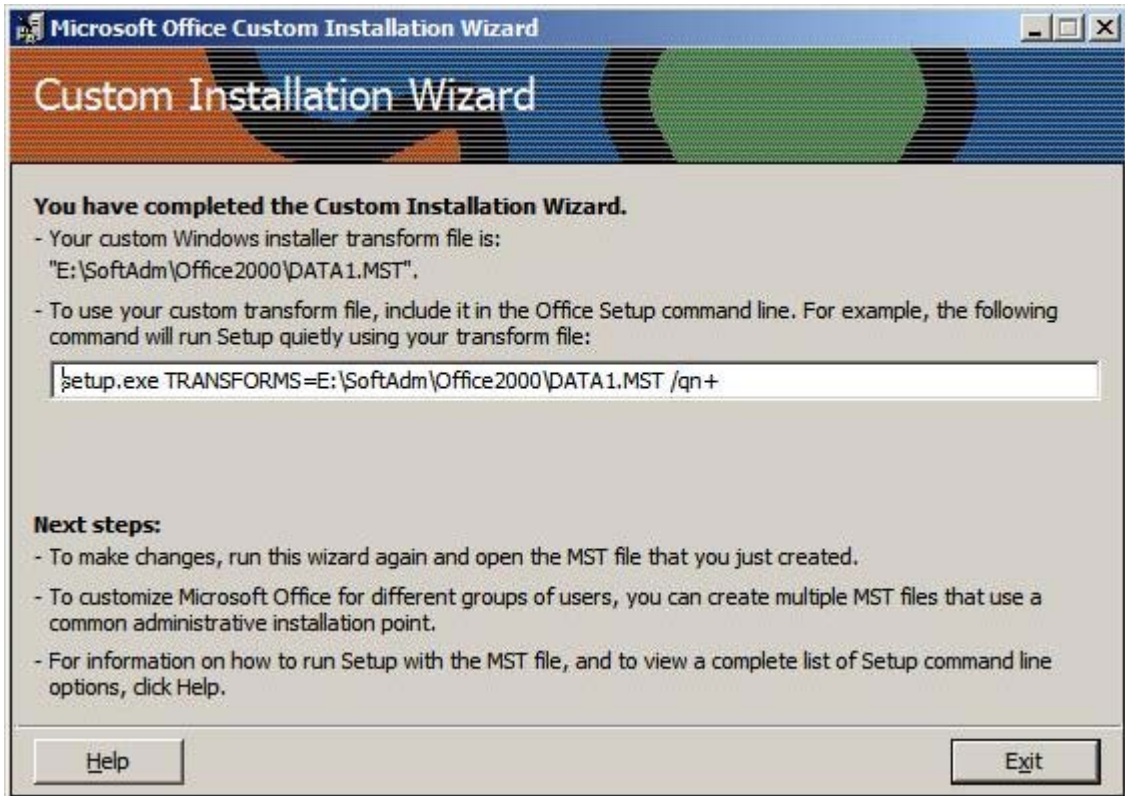 Microsoft Office Custom Installation Wizard
Custom Installation Wizard
You have completed the Custom Installation Wizard.
- Your custom Windows installer transform file is:
"E:\SoftAdm\Office2000\DATA1.MST".
- To use your custom transform file, include it in the Office Setup command line. For example, the following
command will run Setup quietly using your transform file:
setup.exe TRANSFORMS=E:\SoftAdm\Office2000\DATA1.MST /qn+
Next steps:
- To make changes, run this wizard again and open the MST file that you just created.
- To customize Microsoft Office for different groups of users, you can create multiple MST files that use a
common administrative installation point.
- For information on how to run Setup with the MST file, and to view a complete list of Setup command line
options, click Help.
Help
Exit